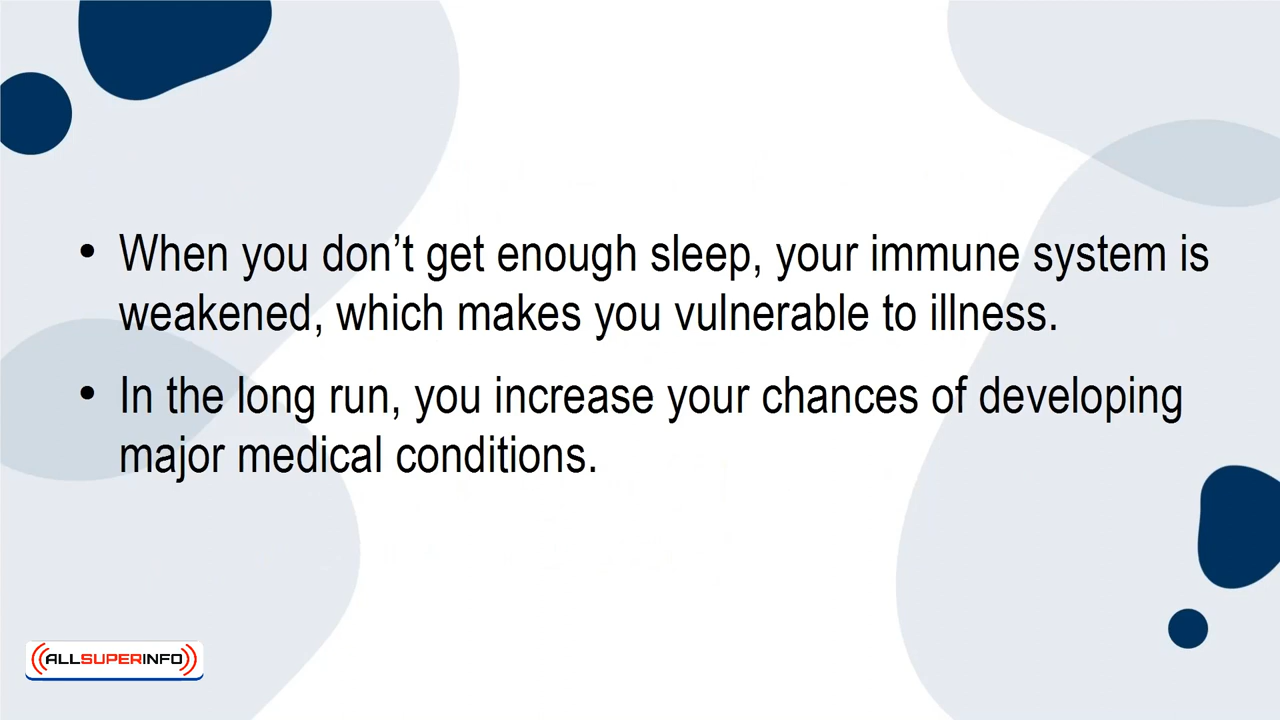 • When you don’t get enough sleep, your immune system is
weakened, which makes you vulnerable to illness.
• In the long run, you increase your chances of developing
major medical conditions.
ALLSUPERINFO